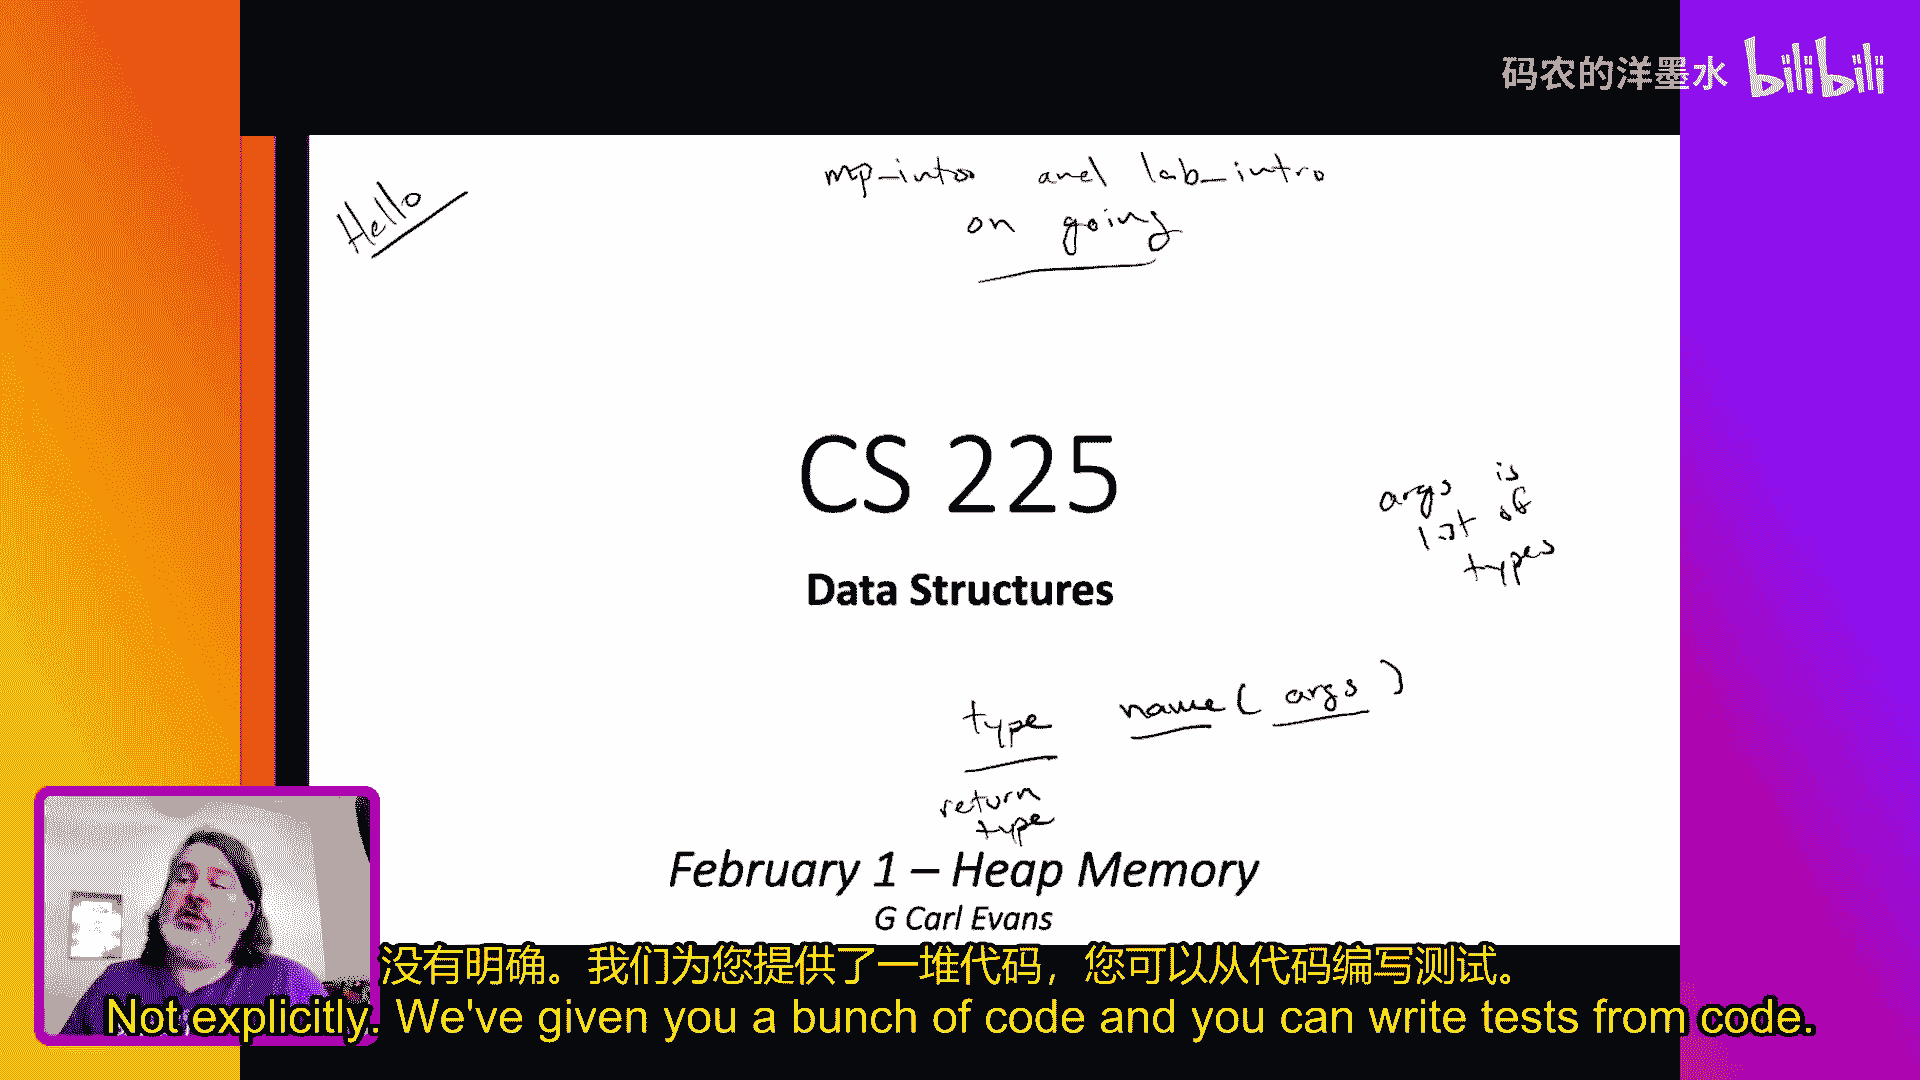 码农的洋墨水 bilibili
Hello
mp_intro and lab_intro
on going
CS 225
Data Structures
args is
list of
types
type name ( args )
return
type
February 1 – Heap Memory
G Carl Evans
没有明确。我们为您提供了一堆代码，您可以从代码编写测试。
Not explicitly. We've given you a bunch of code and you can write tests from code.